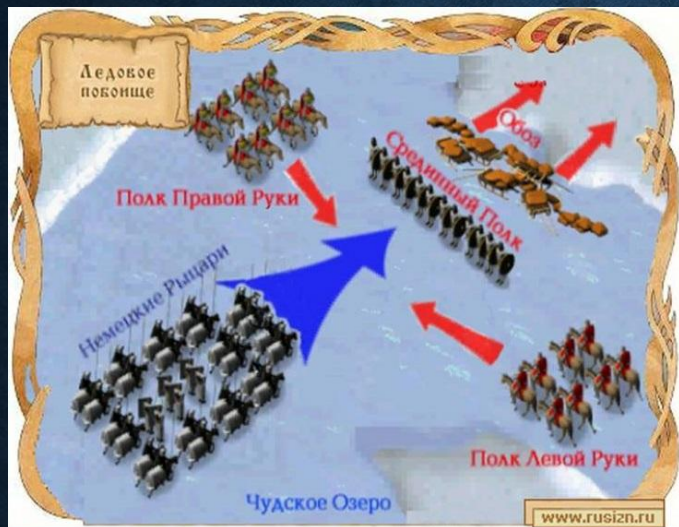 Ледовое
побоище
Обоз
Срединный Полк
Полк Правой Руки
Немецкие Рыцари
Полк Левой Руки
Чудское Озеро
www.rusizn.ru